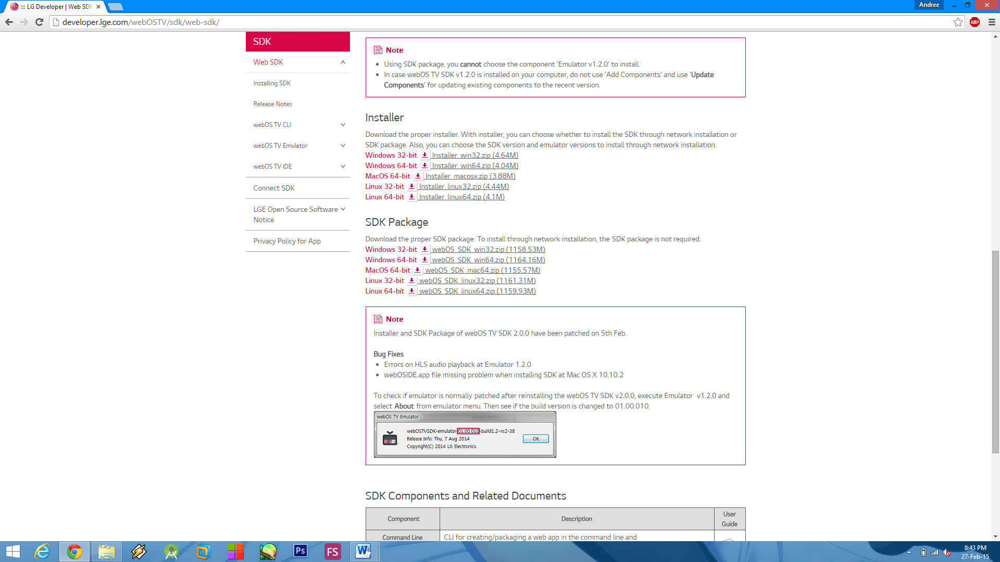 ::: LG Developer | Web SDK
Andree
developer.lge.com/webOSTV/sdk/web-sdk/
ABP
SDK
Web SDK
Installing SDK
Release Notes
webOS TV CLI
webOS TV Emulator
webOS TV IDE
Connect SDK
LGE Open Source Software
Notice
Privacy Policy for App
Note
Using SDK package, you cannot choose the component 'Emulator v1.2.0' to install.
In case webOS TV SDK v1.2.0 is installed on your computer, do not use 'Add Components' and use 'Update
Components' for updating existing components to the recent version.
Installer
Download the proper installer. With installer, you can choose whether to install the SDK through network installation or
SDK package. Also, you can choose the SDK version and emulator versions to install through network installation.
Windows 32-bit Installer_win32.zip (4.64M)
Windows 64-bit Installer_win64.zip (4.04M)
MacOS 64-bit Installer_macosx.zip (3.88M)
Linux 32-bit Installer_linux32.zip (4.44M)
Linux 64-bit Installer_linux64.zip (4.1M)
SDK Package
Download the proper SDK package. To install through network installation, the SDK package is not required.
Windows 32-bit webOS_SDK_win32.zip (1158.53M)
Windows 64-bit webOS_SDK_win64.zip (1164.16M)
MacOS 64-bit webOS_SDK_mac64.zip (1155.57M)
Linux 32-bit webOS_SDK_linux32.zip (1161.31M)
Linux 64-bit webOS_SDK_linux64.zip (1159.93M)
Note
Installer and SDK Package of webOS TV SDK 2.0.0 have been patched on 5th Feb.
Bug Fixes
Errors on HLS audio playback at Emulator 1.2.0
webOSIDE.app file missing problem when installing SDK at Mac OS X 10.10.2
To check if emulator is normally patched after reinstalling the webOS TV SDK v2.0.0, execute Emulator v1.2.0 and
select About from emulator menu. Then see if the build version is changed to 01.00.010.
webOS TV Emulator
webOSTVSDK-emulator-01.00.010-build1.2~rc2-38
Release Info: Thu, 7 Aug 2014
Copyright(C) 2014 LG Electronics
OK
SDK Components and Related Documents
Component
Description
User
Guide
Command Line
CLI for creating/packaging a web app in the command line and
Ps
FS
W
8:43 PM
27-Feb-15